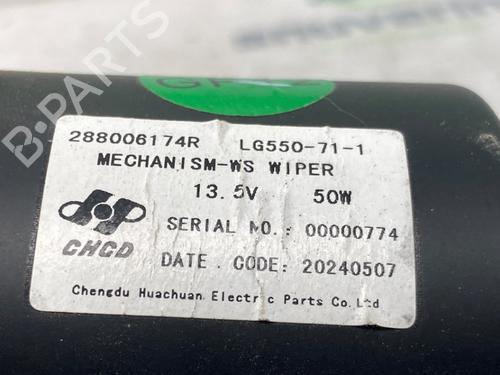 288006174R LG550-71-1
MECHANISM-WS WIPER
13.5V 50W
SERIAL NO.: 00000774
CHCD
DATE. CODE: 20240507
Chengdu Huachuan Electric Parts Co.Ltd
B-PARTS